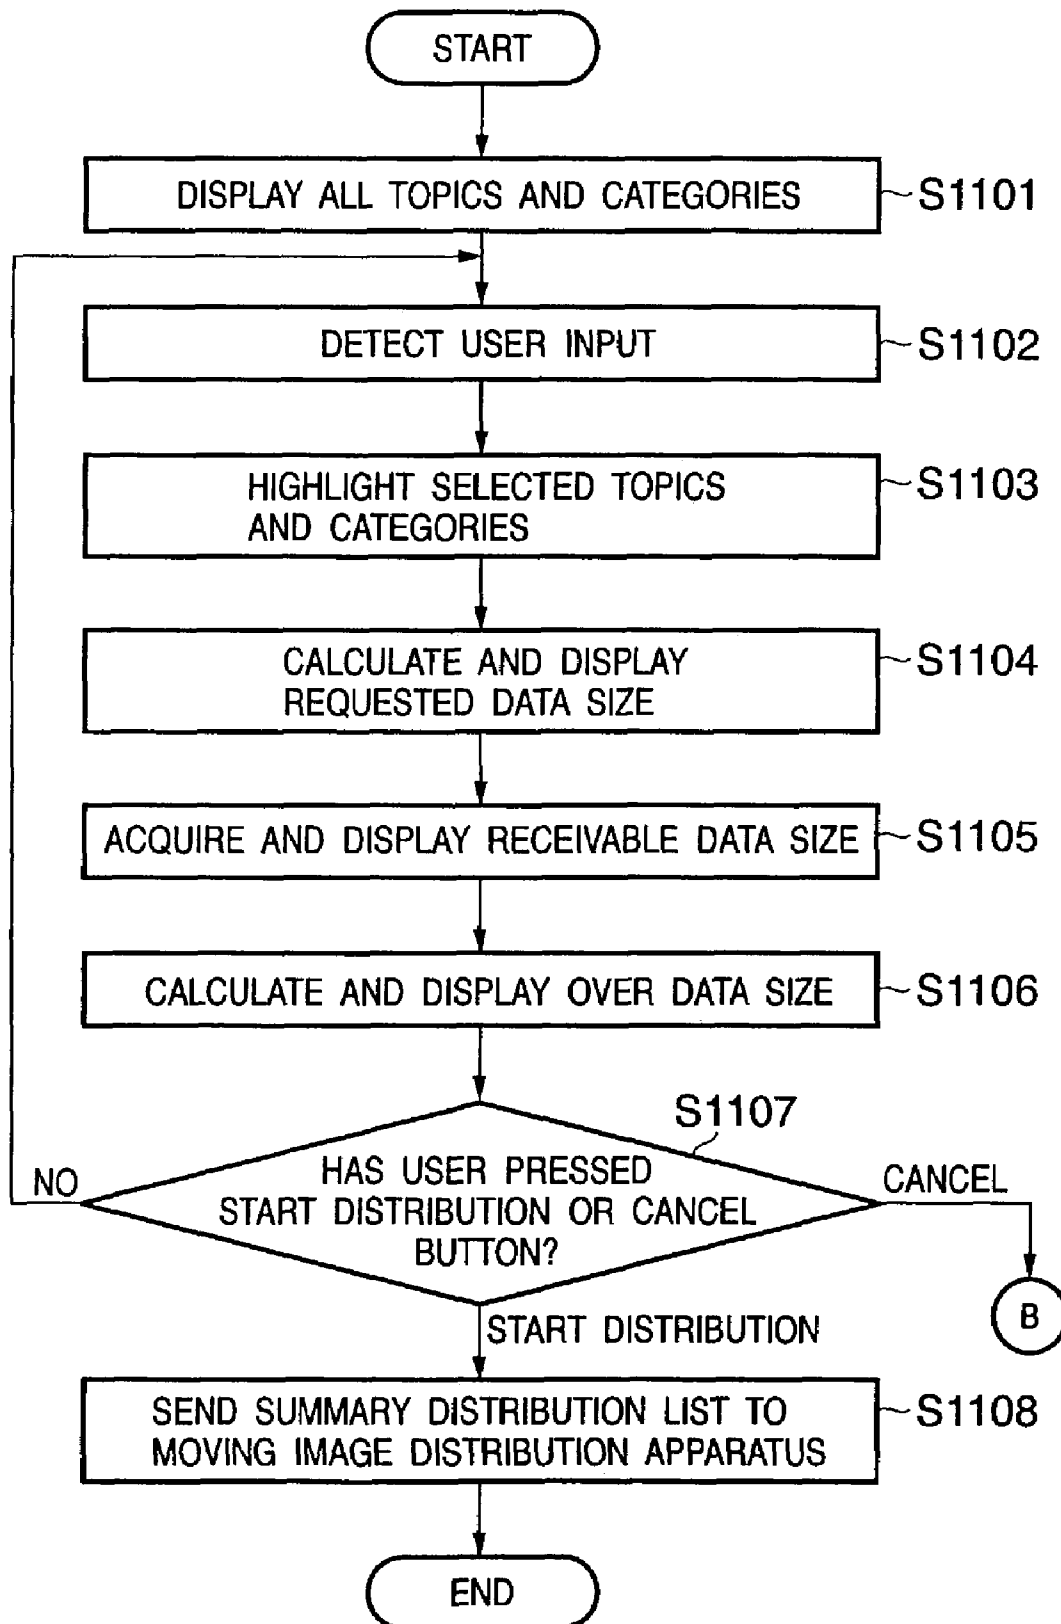 START
DISPLAY ALL TOPICS AND CATEGORIES
S1101
DETECT USER INPUT
S1102
HIGHLIGHT SELECTED TOPICS
AND CATEGORIES
S1103
CALCULATE AND DISPLAY
REQUESTED DATA SIZE
S1104
ACQUIRE AND DISPLAY RECEIVABLE DATA SIZE
S1105
CALCULATE AND DISPLAY OVER DATA SIZE
S1106
S1107
HAS USER PRESSED
START DISTRIBUTION OR CANCEL
BUTTON?
NO
CANCEL
B
START DISTRIBUTION
SEND SUMMARY DISTRIBUTION LIST TO
MOVING IMAGE DISTRIBUTION APPARATUS
S1108
END